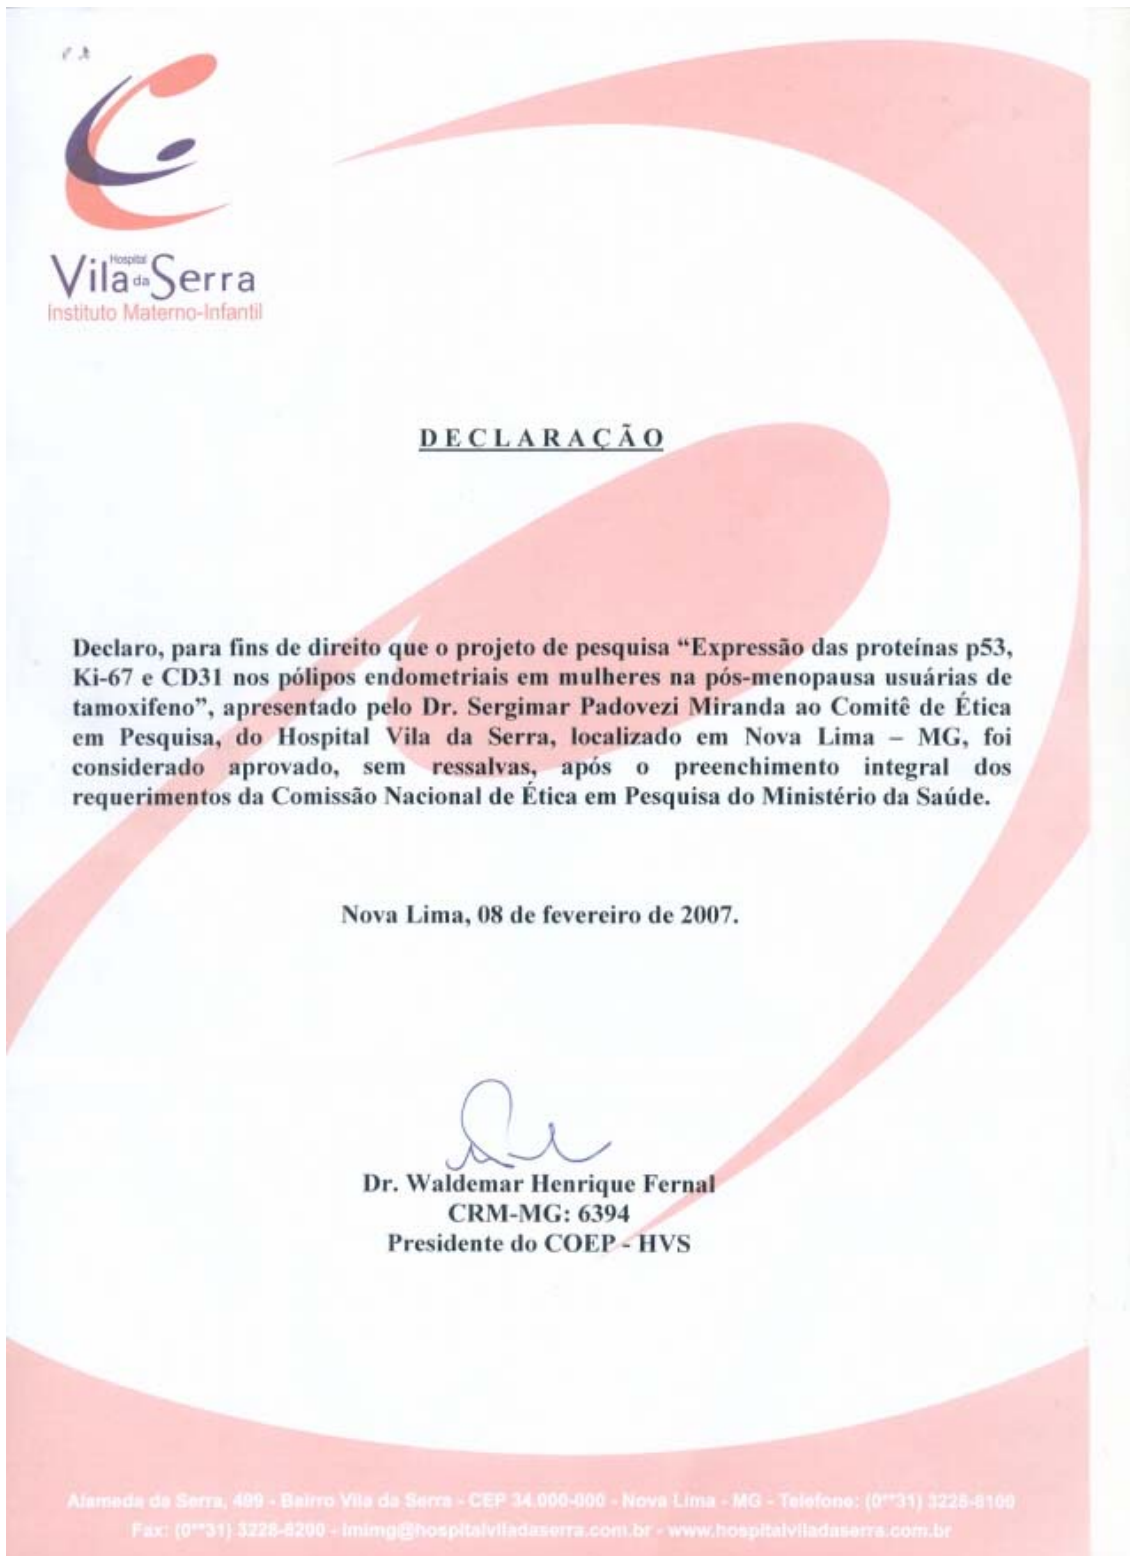 Hospital
Vila da Serra
Instituto Materno-Infantil
DECLARAÇÃO
Declaro, para fins de direito que o projeto de pesquisa “Expressão das proteínas p53,
Ki-67 e CD31 nos pólipos endometriais em mulheres na pós-menopausa usuárias de
tamoxifeno”, apresentado pelo Dr. Sergimar Padovezi Miranda ao Comitê de Ética
em Pesquisa, do Hospital Vila da Serra, localizado em Nova Lima – MG, foi
considerado aprovado, sem ressalvas, após o preenchimento integral dos
requerimentos da Comissão Nacional de Ética em Pesquisa do Ministério da Saúde.
Nova Lima, 08 de fevereiro de 2007.
Dr. Waldemar Henrique Fernal
CRM-MG: 6394
Presidente do COEP - HVS
Alameda da Serra, 499 - Bairro Vila da Serra - CEP 34.000-000 - Nova Lima - MG - Telefone: (0**31) 3228-8100
Fax: (0**31) 3228-8200 - imimg@hospitalviladaserra.com.br - www.hospitalviladaserra.com.br